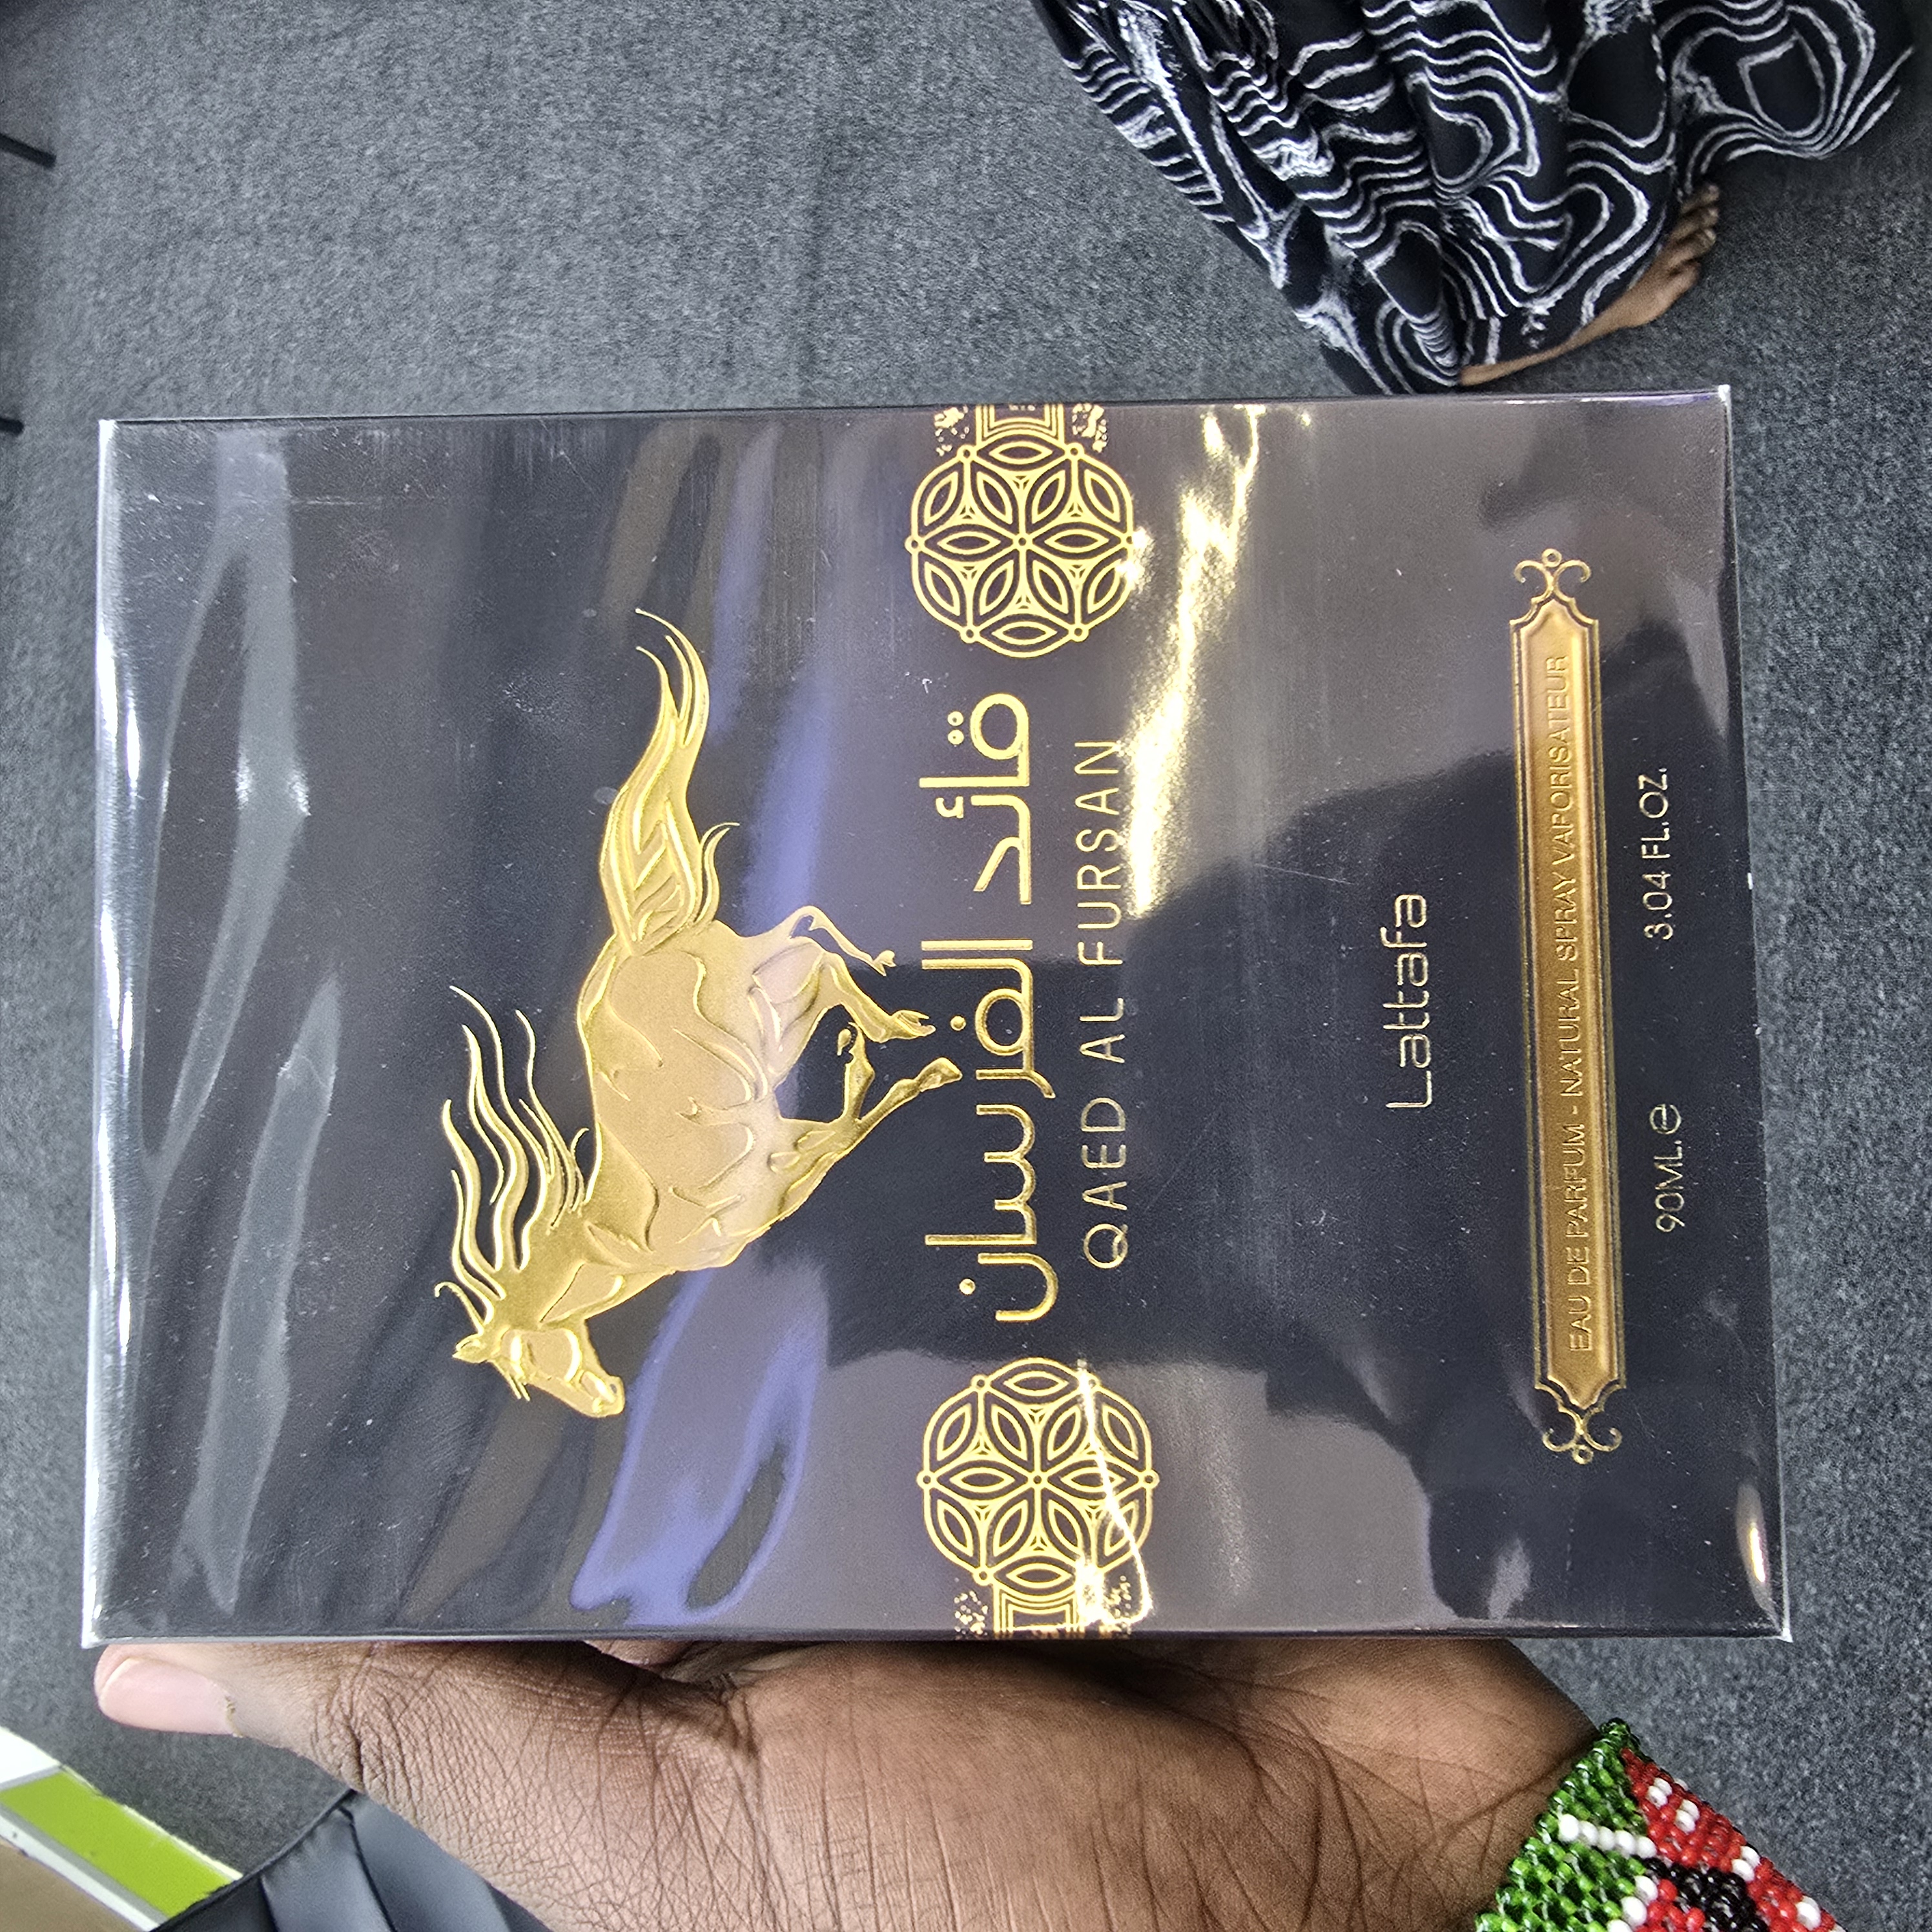 قائد الفرسان
QAED AL FURSAN
Lattafa
EAU DE PARFUM - NATURAL SPRAY VAPORISATEUR
90ML.℮ 3.04 FL.OZ.